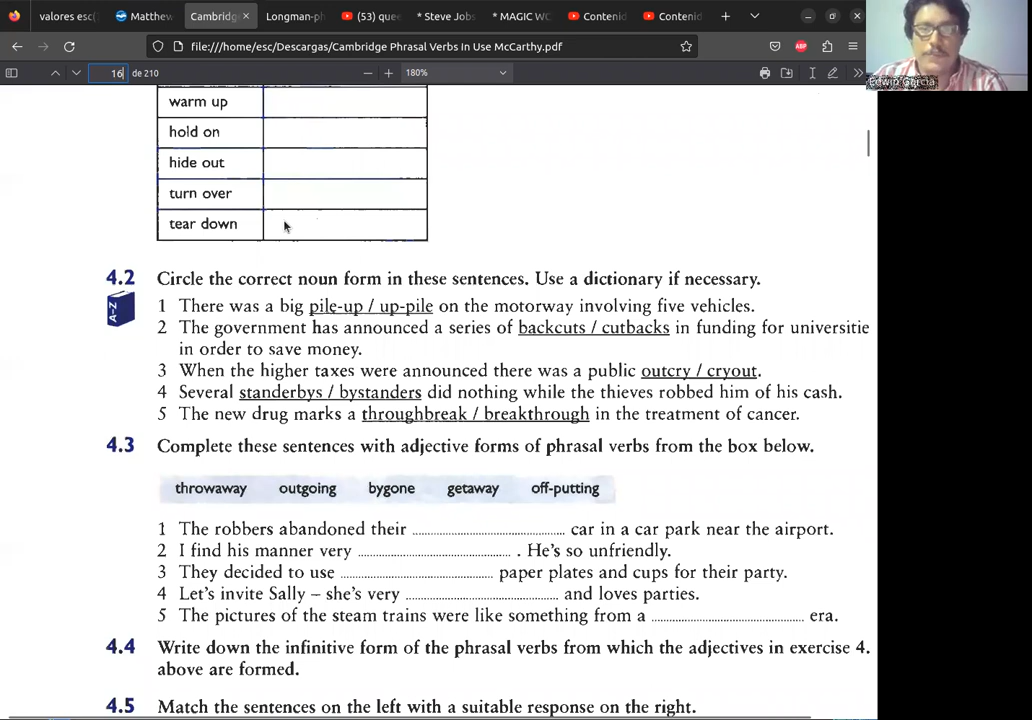 valores esc(
Matthew
Cambridge
Longman-ph
(53) que
* Steve Jobs
* MAGIC WO
Contenid
Contenid
file:///home/esc/Descargas/Cambridge Phrasal Verbs In Use McCarthy.pdf
Edwin Garcia
16 de 210
180%
warm up
hold on
hide out
turn over
tear down
4.2 Circle the correct noun form in these sentences. Use a dictionary if necessary.
A-Z
1 There was a big pile-up / up-pile on the motorway involving five vehicles.
2 The government has announced a series of backcuts / cutbacks in funding for universitie
in order to save money.
3 When the higher taxes were announced there was a public outcry / cryout.
4 Several standerbys / bystanders did nothing while the thieves robbed him of his cash.
5 The new drug marks a throughbreak / breakthrough in the treatment of cancer.
4.3 Complete these sentences with adjective forms of phrasal verbs from the box below.
throwaway outgoing bygone getaway off-putting
1 The robbers abandoned their ................................ car in a car park near the airport.
2 I find his manner very ................................ . He's so unfriendly.
3 They decided to use ................................ paper plates and cups for their party.
4 Let's invite Sally – she's very ................................ and loves parties.
5 The pictures of the steam trains were like something from a ................................ era.
4.4 Write down the infinitive form of the phrasal verbs from which the adjectives in exercise 4.
above are formed.
4.5 Match the sentences on the left with a suitable response on the right.